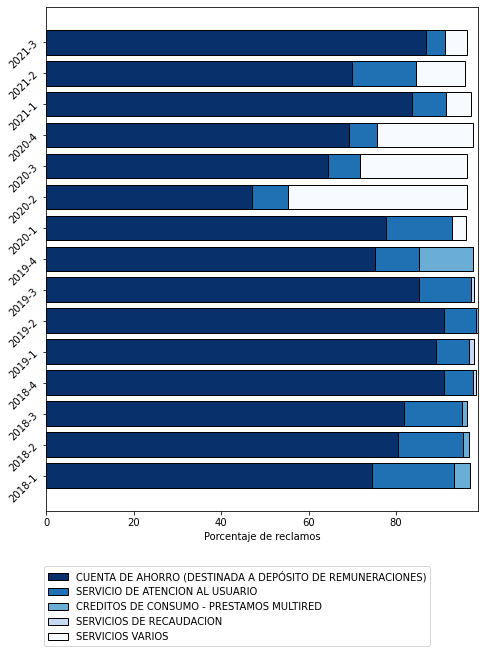 2021-3
2021-2
2021-1
2020-4
2020-3
2020-2
2020-1
2019-4
2019-3
2019-2
2019-1
2018-4
2018-3
2018-2
2018-1
0 20 40 60 80
Porcentaje de reclamos
CUENTA DE AHORRO (DESTINADA A DEPÓSITO DE REMUNERACIONES)
SERVICIO DE ATENCION AL USUARIO
CREDITOS DE CONSUMO - PRESTAMOS MULTIRED
SERVICIOS DE RECAUDACION
SERVICIOS VARIOS